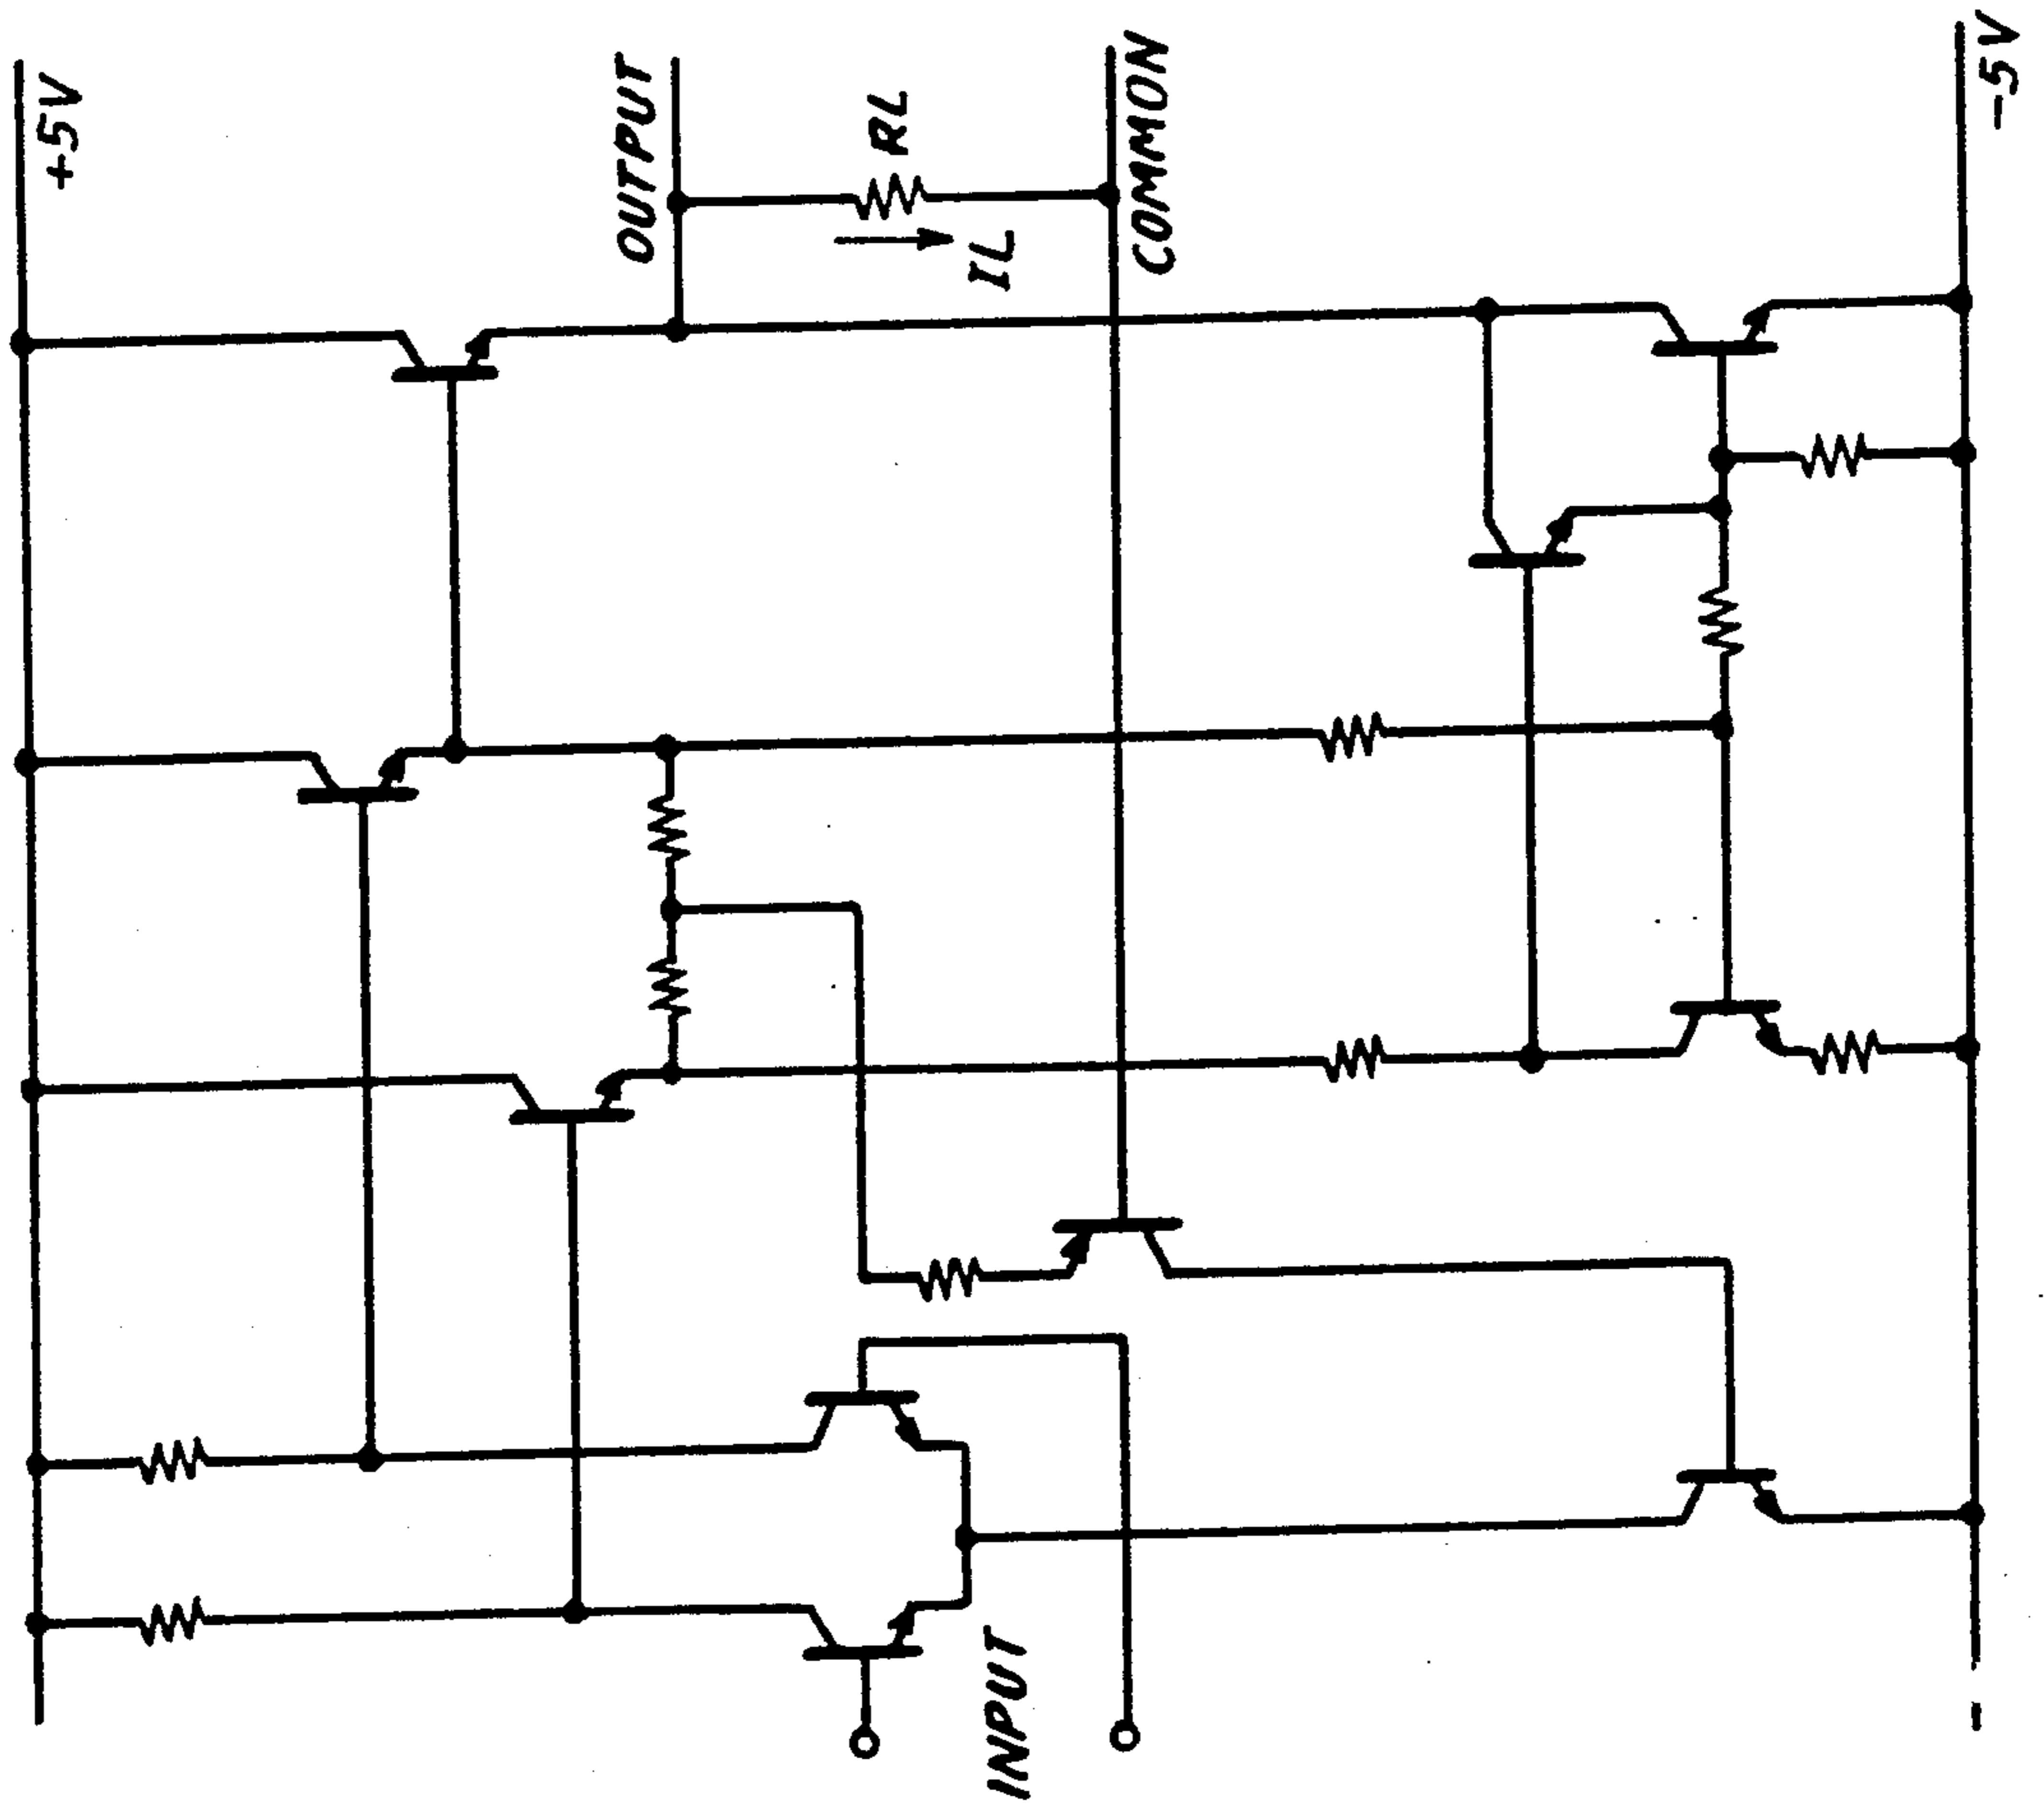 +5V
OUTPUT
RL
IL
COMMON
-5V
INPUT